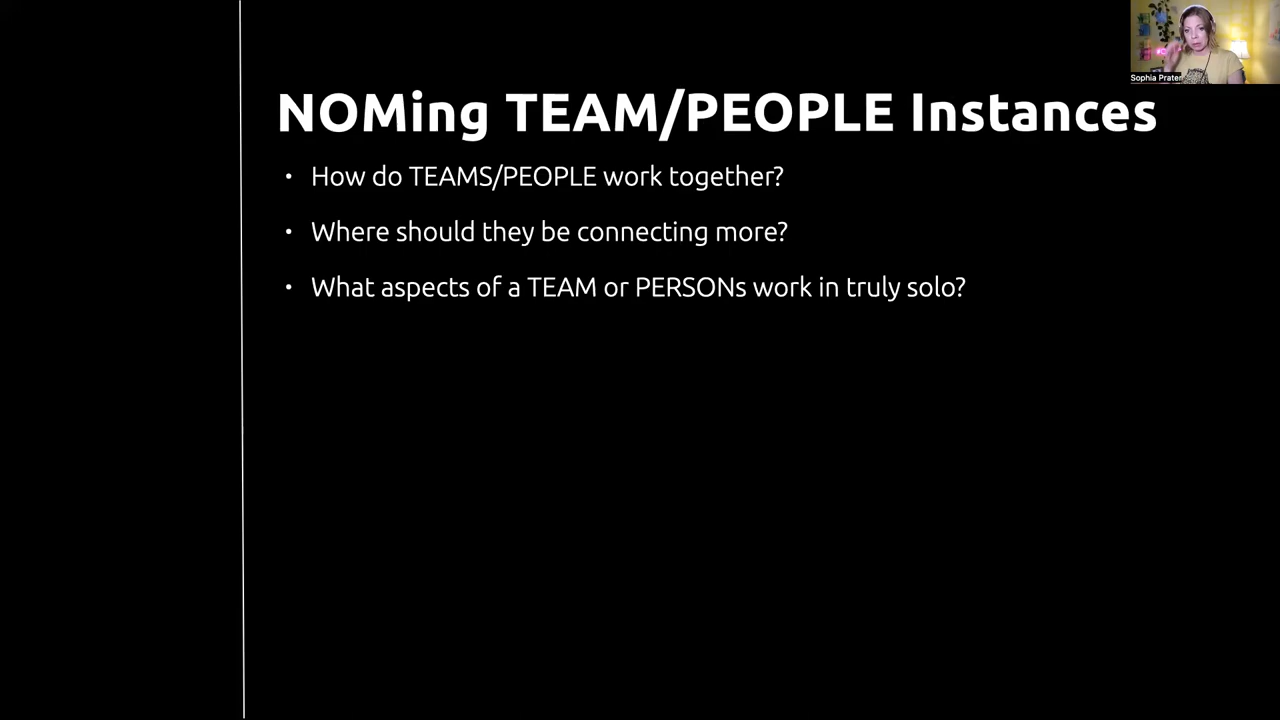 Sophia Prater
NOMing TEAM/PEOPLE Instances
• How do TEAMS/PEOPLE work together?
• Where should they be connecting more?
• What aspects of a TEAM or PERSONs work in truly solo?